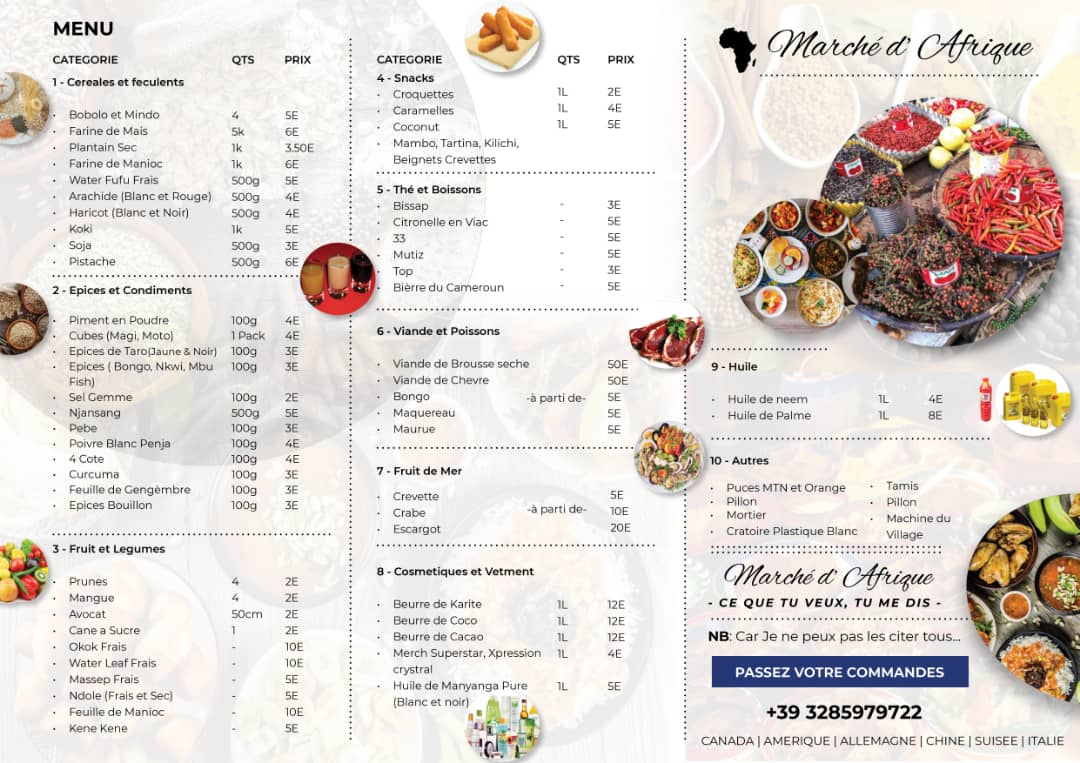 MENU
CATEGORIE QTS PRIX
1 - Cereales et feculents
• Bobolo et Mindo 4 5E
• Farine de Mais 5k 6E
• Plantain Sec 1k 3.50E
• Farine de Manioc 1k 6E
• Water Fufu Frais 500g 5E
• Arachide (Blanc et Rouge) 500g 4E
• Haricot (Blanc et Noir) 500g 4E
• Koki 1k 5E
• Soja 500g 3E
• Pistache 500g 6E
2 - Epices et Condiments
• Piment en Poudre 100g 4E
• Cubes (Magi, Moto) 1 Pack 4E
• Epices de Taro(Jaune & Noir) 100g 3E
• Epices ( Bongo, Nkwi, Mbu 100g 3E
Fish)
• Sel Gemme 100g 2E
• Njansang 500g 5E
• Pebe 100g 3E
• Poivre Blanc Penja 100g 4E
• 4 Cote 100g 4E
• Curcuma 100g 3E
• Feuille de Gengèmbre 100g 3E
• Epices Bouillon 100g 3E
3 - Fruit et Legumes
• Prunes 4 2E
• Mangue 4 2E
• Avocat 50cm 2E
• Cane a Sucre 1 2E
• Okok Frais - 10E
• Water Leaf Frais - 10E
• Massep Frais - 5E
• Ndole (Frais et Sec) - 5E
• Feuille de Manioc - 10E
• Kene Kene - 5E
CATEGORIE QTS PRIX
4 - Snacks
• Croquettes 1L 2E
• Caramelles 1L 4E
• Coconut 1L 5E
• Mambo, Tartina, Kilichi,
Beignets Crevettes
5 - Thé et Boissons
• Bissap - 3E
• Citronelle en Viac - 5E
• 33 - 5E
• Mutiz - 5E
• Top - 3E
• Bièrre du Cameroun - 5E
6 - Viande et Poissons
• Viande de Brousse seche 50E
• Viande de Chevre 50E
• Bongo -à parti de- 5E
• Maquereau 5E
• Maurue 5E
7 - Fruit de Mer
• Crevette 5E
• Crabe -à parti de- 10E
• Escargot 20E
8 - Cosmetiques et Vetment
• Beurre de Karite 1L 12E
• Beurre de Coco 1L 12E
• Beurre de Cacao 1L 12E
• Merch Superstar, Xpression 1L 4E
crystral
• Huile de Manyanga Pure 1L 5E
(Blanc et noir)
Marché d' Afrique
9 - Huile
• Huile de neem 1L 4E
• Huile de Palme 1L 8E
10 - Autres
• Puces MTN et Orange
• Pillon
• Mortier
• Cratoire Plastique Blanc
• Tamis
• Pillon
• Machine du
Village
Marché d' Afrique
- CE QUE TU VEUX, TU ME DIS -
NB: Car Je ne peux pas les citer tous...
PASSEZ VOTRE COMMANDES
+39 3285979722
CANADA | AMERIQUE | ALLEMAGNE | CHINE | SUISEE | ITALIE